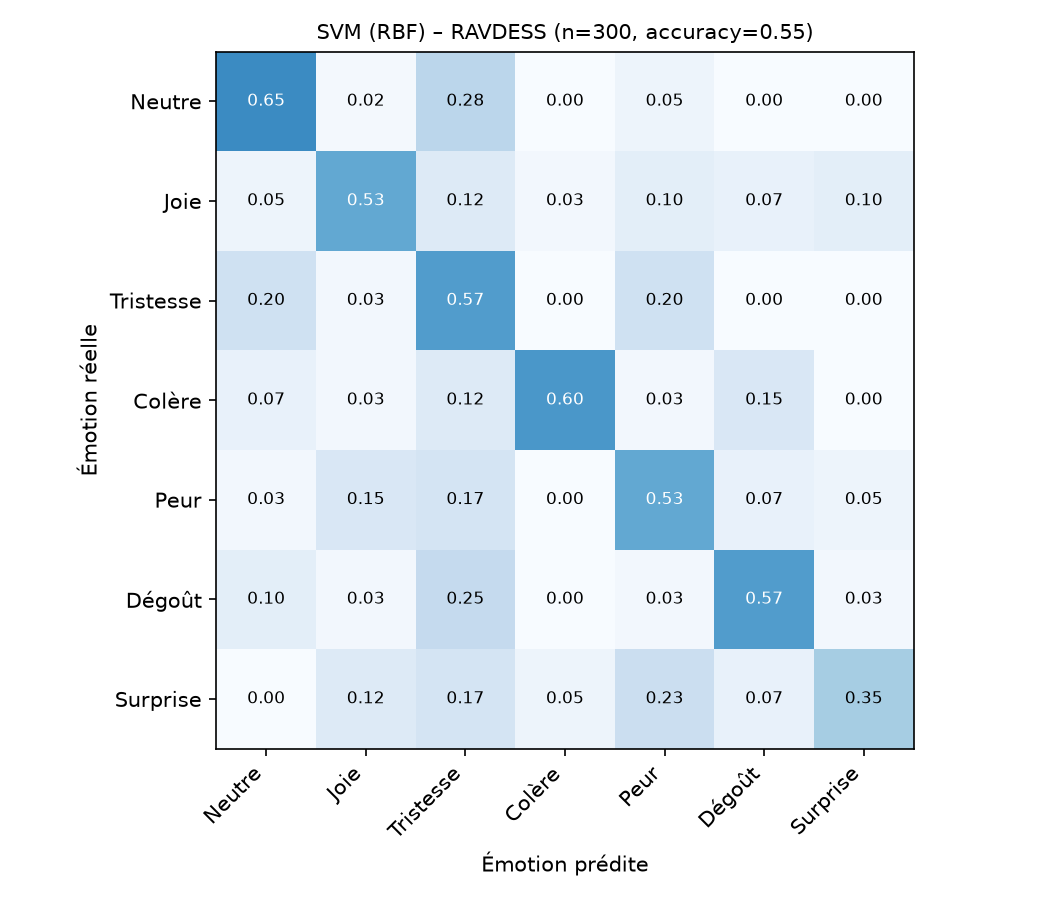 SVM (RBF) – RAVDESS (n=300, accuracy=0.55)
Neutre 0.65 0.02 0.28 0.00 0.05 0.00 0.00
Joie 0.05 0.53 0.12 0.03 0.10 0.07 0.10
Tristesse 0.20 0.03 0.57 0.00 0.20 0.00 0.00
Colère 0.07 0.03 0.12 0.60 0.03 0.15 0.00
Peur 0.03 0.15 0.17 0.00 0.53 0.07 0.05
Dégoût 0.10 0.03 0.25 0.00 0.03 0.57 0.03
Surprise 0.00 0.12 0.17 0.05 0.23 0.07 0.35
Émotion réelle
Neutre Joie Tristesse Colère Peur Dégoût Surprise
Émotion prédite